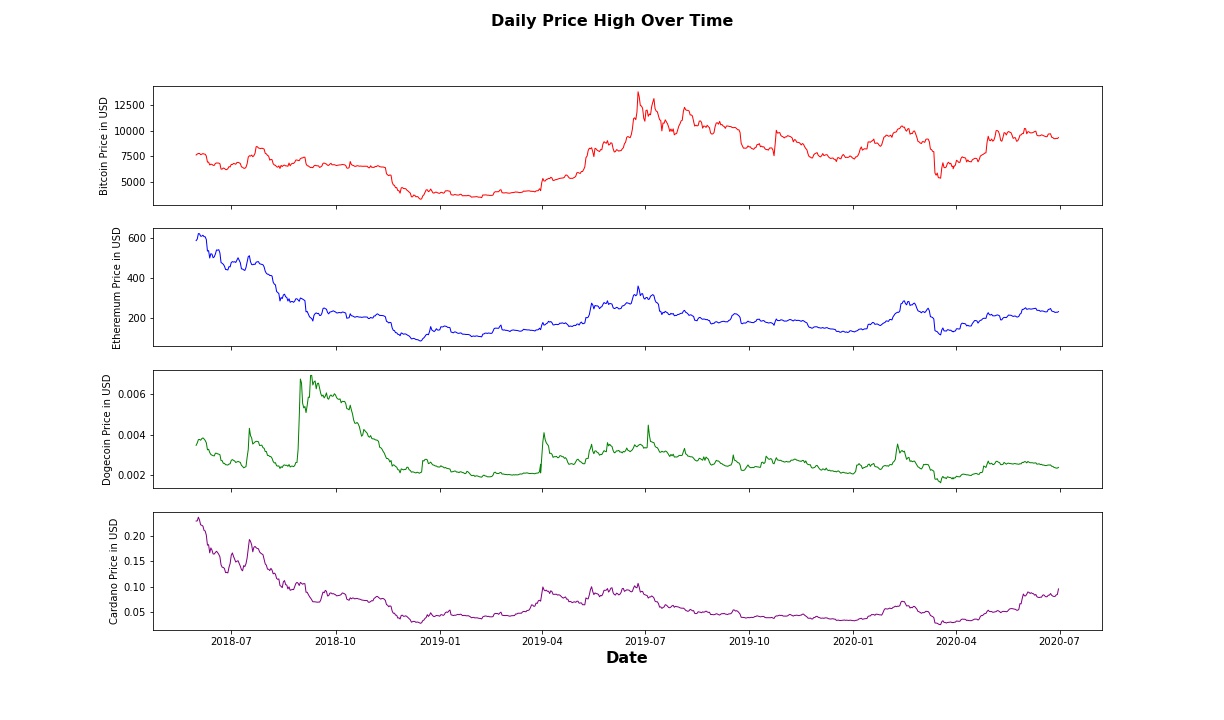 Daily Price High Over Time
Bitcoin Price in USD
12500
10000
7500
5000
Etheremum Price in USD
600
400
200
Dogecoin Price in USD
0.006
0.004
0.002
Cardano Price in USD
0.20
0.15
0.10
0.05
2018-07 2018-10 2019-01 2019-04 2019-07 2019-10 2020-01 2020-04 2020-07
Date